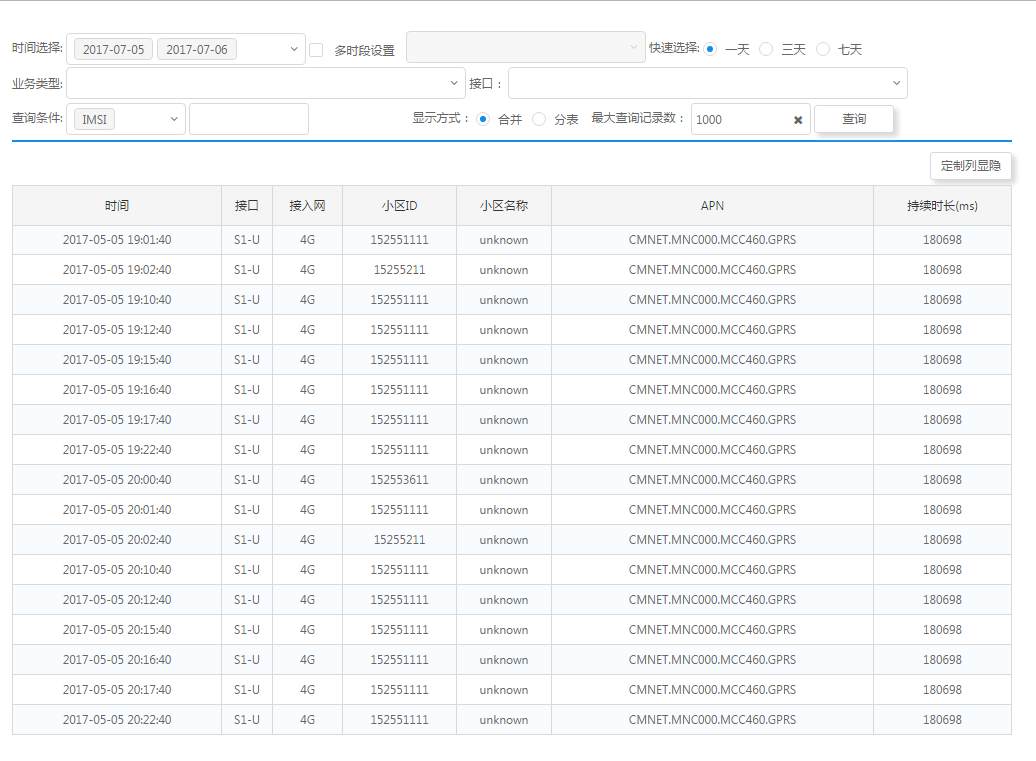 时间选择: 2017-07-05 2017-07-06 多时段设置 快速选择: 一天 三天 七天
业务类型: 接口：
查询条件: IMSI 显示方式： 合并 分表 最大查询记录数： 1000 查询
定制列显隐
时间 接口 接入网 小区ID 小区名称 APN 持续时长(ms)
2017-05-05 19:01:40 S1-U 4G 152551111 unknown CMNET.MNC000.MCC460.GPRS 180698
2017-05-05 19:02:40 S1-U 4G 15255211 unknown CMNET.MNC000.MCC460.GPRS 180698
2017-05-05 19:10:40 S1-U 4G 152551111 unknown CMNET.MNC000.MCC460.GPRS 180698
2017-05-05 19:12:40 S1-U 4G 152551111 unknown CMNET.MNC000.MCC460.GPRS 180698
2017-05-05 19:15:40 S1-U 4G 152551111 unknown CMNET.MNC000.MCC460.GPRS 180698
2017-05-05 19:16:40 S1-U 4G 152551111 unknown CMNET.MNC000.MCC460.GPRS 180698
2017-05-05 19:17:40 S1-U 4G 152551111 unknown CMNET.MNC000.MCC460.GPRS 180698
2017-05-05 19:22:40 S1-U 4G 152551111 unknown CMNET.MNC000.MCC460.GPRS 180698
2017-05-05 20:00:40 S1-U 4G 152553611 unknown CMNET.MNC000.MCC460.GPRS 180698
2017-05-05 20:01:40 S1-U 4G 152551111 unknown CMNET.MNC000.MCC460.GPRS 180698
2017-05-05 20:02:40 S1-U 4G 15255211 unknown CMNET.MNC000.MCC460.GPRS 180698
2017-05-05 20:10:40 S1-U 4G 152551111 unknown CMNET.MNC000.MCC460.GPRS 180698
2017-05-05 20:12:40 S1-U 4G 152551111 unknown CMNET.MNC000.MCC460.GPRS 180698
2017-05-05 20:15:40 S1-U 4G 152551111 unknown CMNET.MNC000.MCC460.GPRS 180698
2017-05-05 20:16:40 S1-U 4G 152551111 unknown CMNET.MNC000.MCC460.GPRS 180698
2017-05-05 20:17:40 S1-U 4G 152551111 unknown CMNET.MNC000.MCC460.GPRS 180698
2017-05-05 20:22:40 S1-U 4G 152551111 unknown CMNET.MNC000.MCC460.GPRS 180698